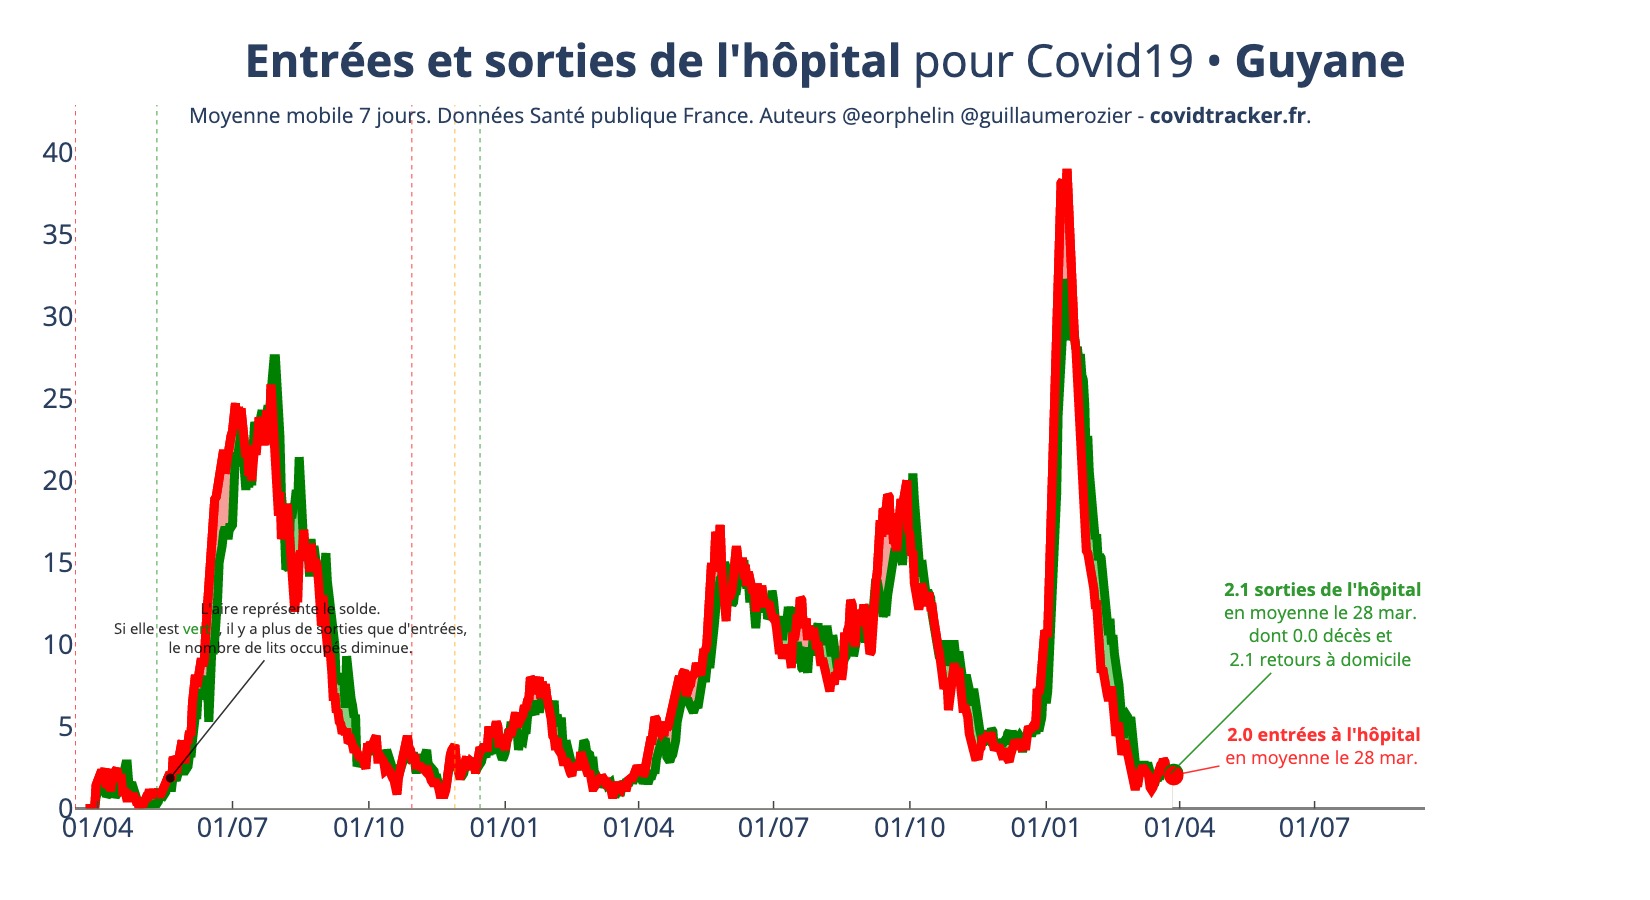 Entrées et sorties de l'hôpital pour Covid19 • Guyane
Moyenne mobile 7 jours. Données Santé publique France. Auteurs @eorphelin @guillaumerozier - covidtracker.fr.
40
35
30
25
20
15
10
5
0
L'aire représente le solde.
Si elle est verte, il y a plus de sorties que d'entrées,
le nombre de lits occupés diminue.
2.1 sorties de l'hôpital
en moyenne le 28 mar.
dont 0.0 décès et
2.1 retours à domicile
2.0 entrées à l'hôpital
en moyenne le 28 mar.
01/04 01/07 01/10 01/01 01/04 01/07 01/10 01/01 01/04 01/07